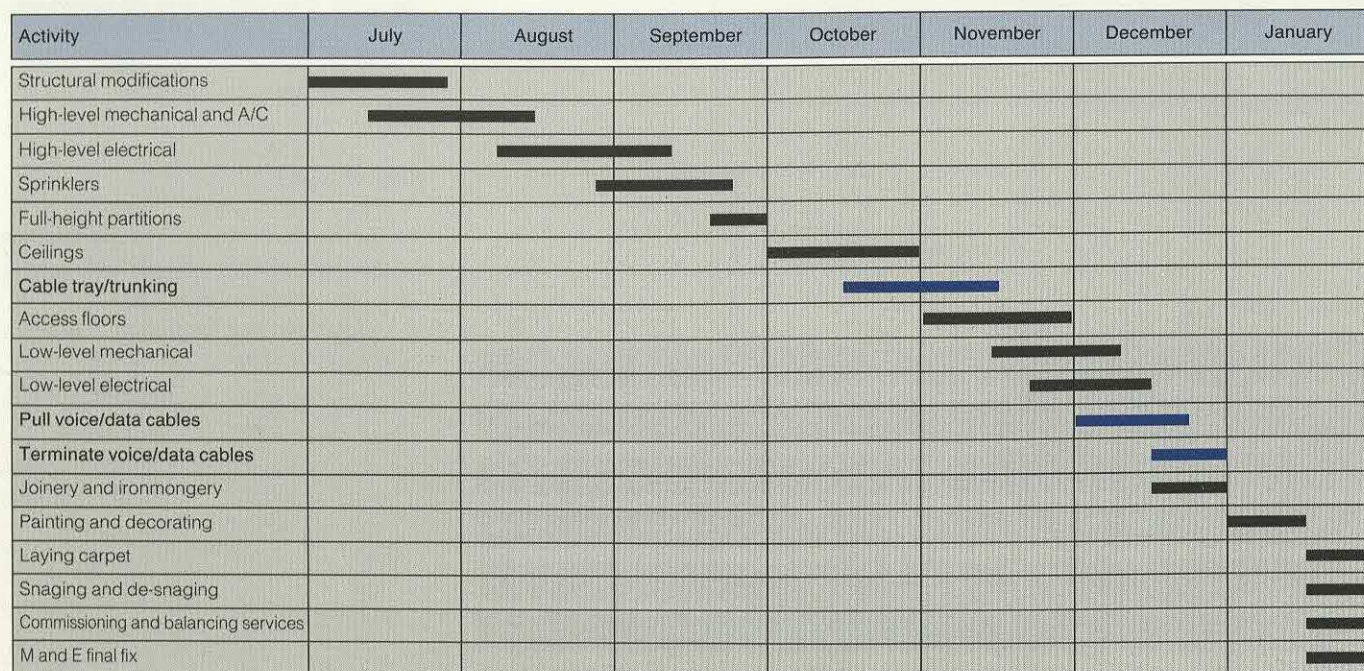 Activity July August September October November December January
Structural modifications
High-level mechanical and A/C
High-level electrical
Sprinklers
Full-height partitions
Ceilings
Cable tray/trunking
Access floors
Low-level mechanical
Low-level electrical
Pull voice/data cables
Terminate voice/data cables
Joinery and ironmongery
Painting and decorating
Laying carpet
Snaging and de-snaging
Commissioning and balancing services
M and E final fix